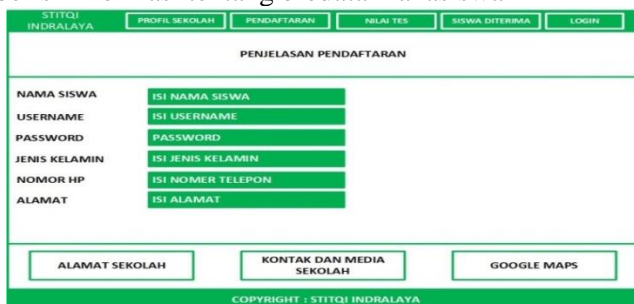 STITQI
INDRALAYA
PROFIL SEKOLAH
PENDAFTARAN
NILAI TES
SISWA DITERIMA
LOGIN
PENJELASAN PENDAFTARAN
NAMA SISWA ISI NAMA SISWA
USERNAME ISI USERNAME
PASSWORD PASSWORD
JENIS KELAMIN ISI JENIS KELAMIN
NOMOR HP ISI NOMER TELEPON
ALAMAT ISI ALAMAT
ALAMAT SEKOLAH
KONTAK DAN MEDIA
SEKOLAH
GOOGLE MAPS
COPYRIGHT : STITQI INDRALAYA